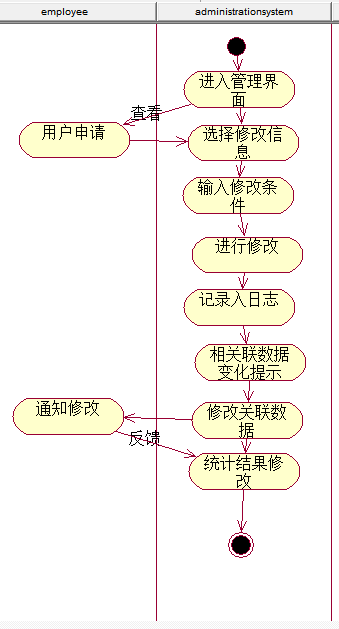 employee
administrationsystem
进入管理界
面
查看
用户申请
选择修改信
息
输入修改条
件
进行修改
记录入日志
相关联数据
变化提示
通知修改
修改关联数
据
反馈
统计结果修
改